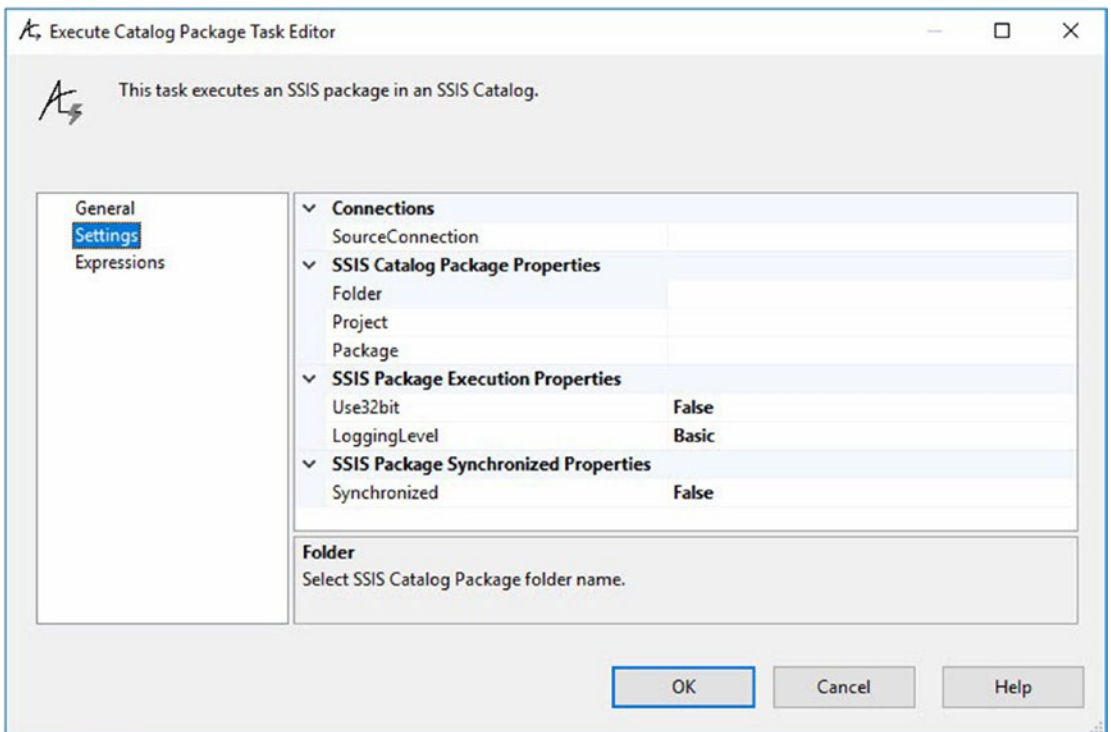 Execute Catalog Package Task Editor
This task executes an SSIS package in an SSIS Catalog.
General
Settings
Expressions
Connections
SourceConnection
SSIS Catalog Package Properties
Folder
Project
Package
SSIS Package Execution Properties
Use32bit False
LoggingLevel Basic
SSIS Package Synchronized Properties
Synchronized False
Folder
Select SSIS Catalog Package folder name.
OK Cancel Help